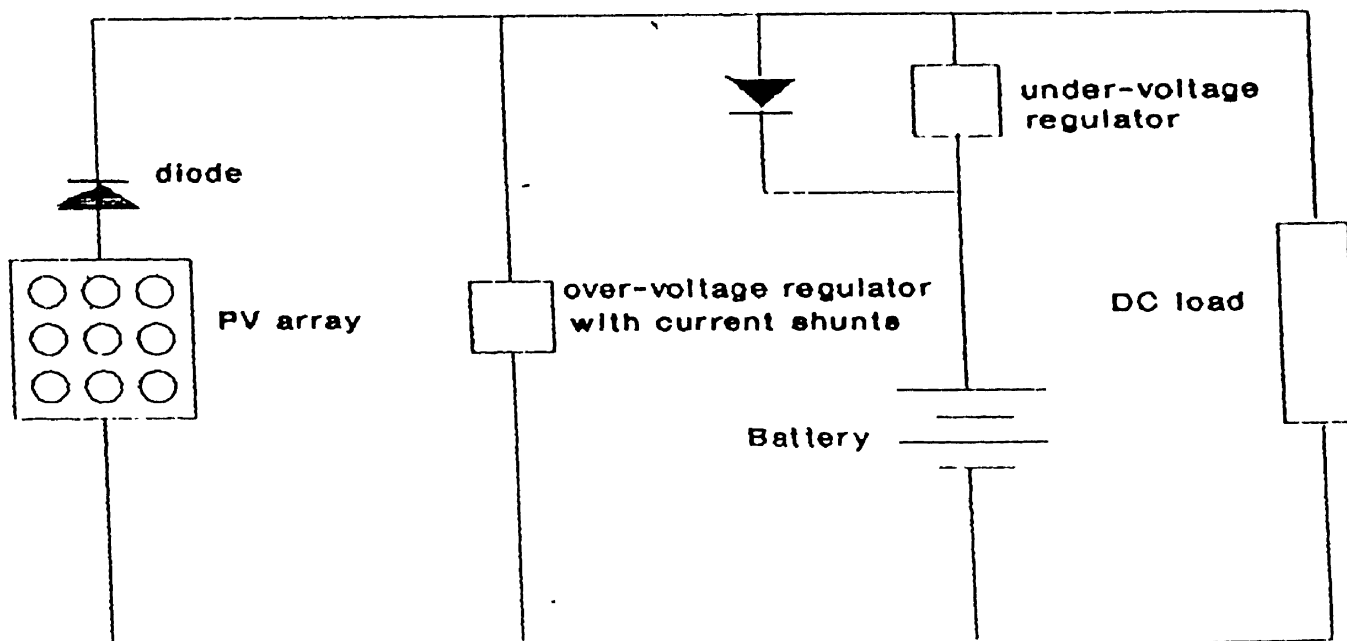 under-voltage
regulator
diode
over-voltage regulator
with current shunts
PV array
DC load
Battery